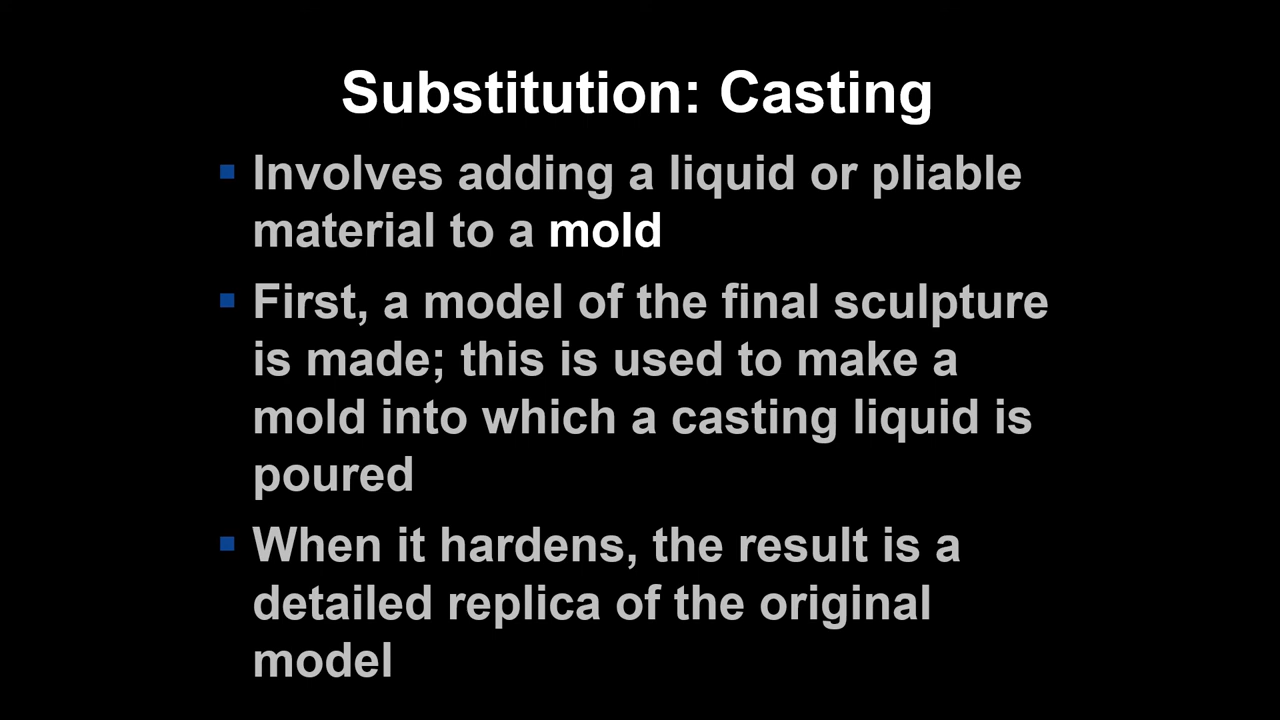 Substitution: Casting
▪ Involves adding a liquid or pliable
material to a mold
▪ First, a model of the final sculpture
is made; this is used to make a
mold into which a casting liquid is
poured
▪ When it hardens, the result is a
detailed replica of the original
model